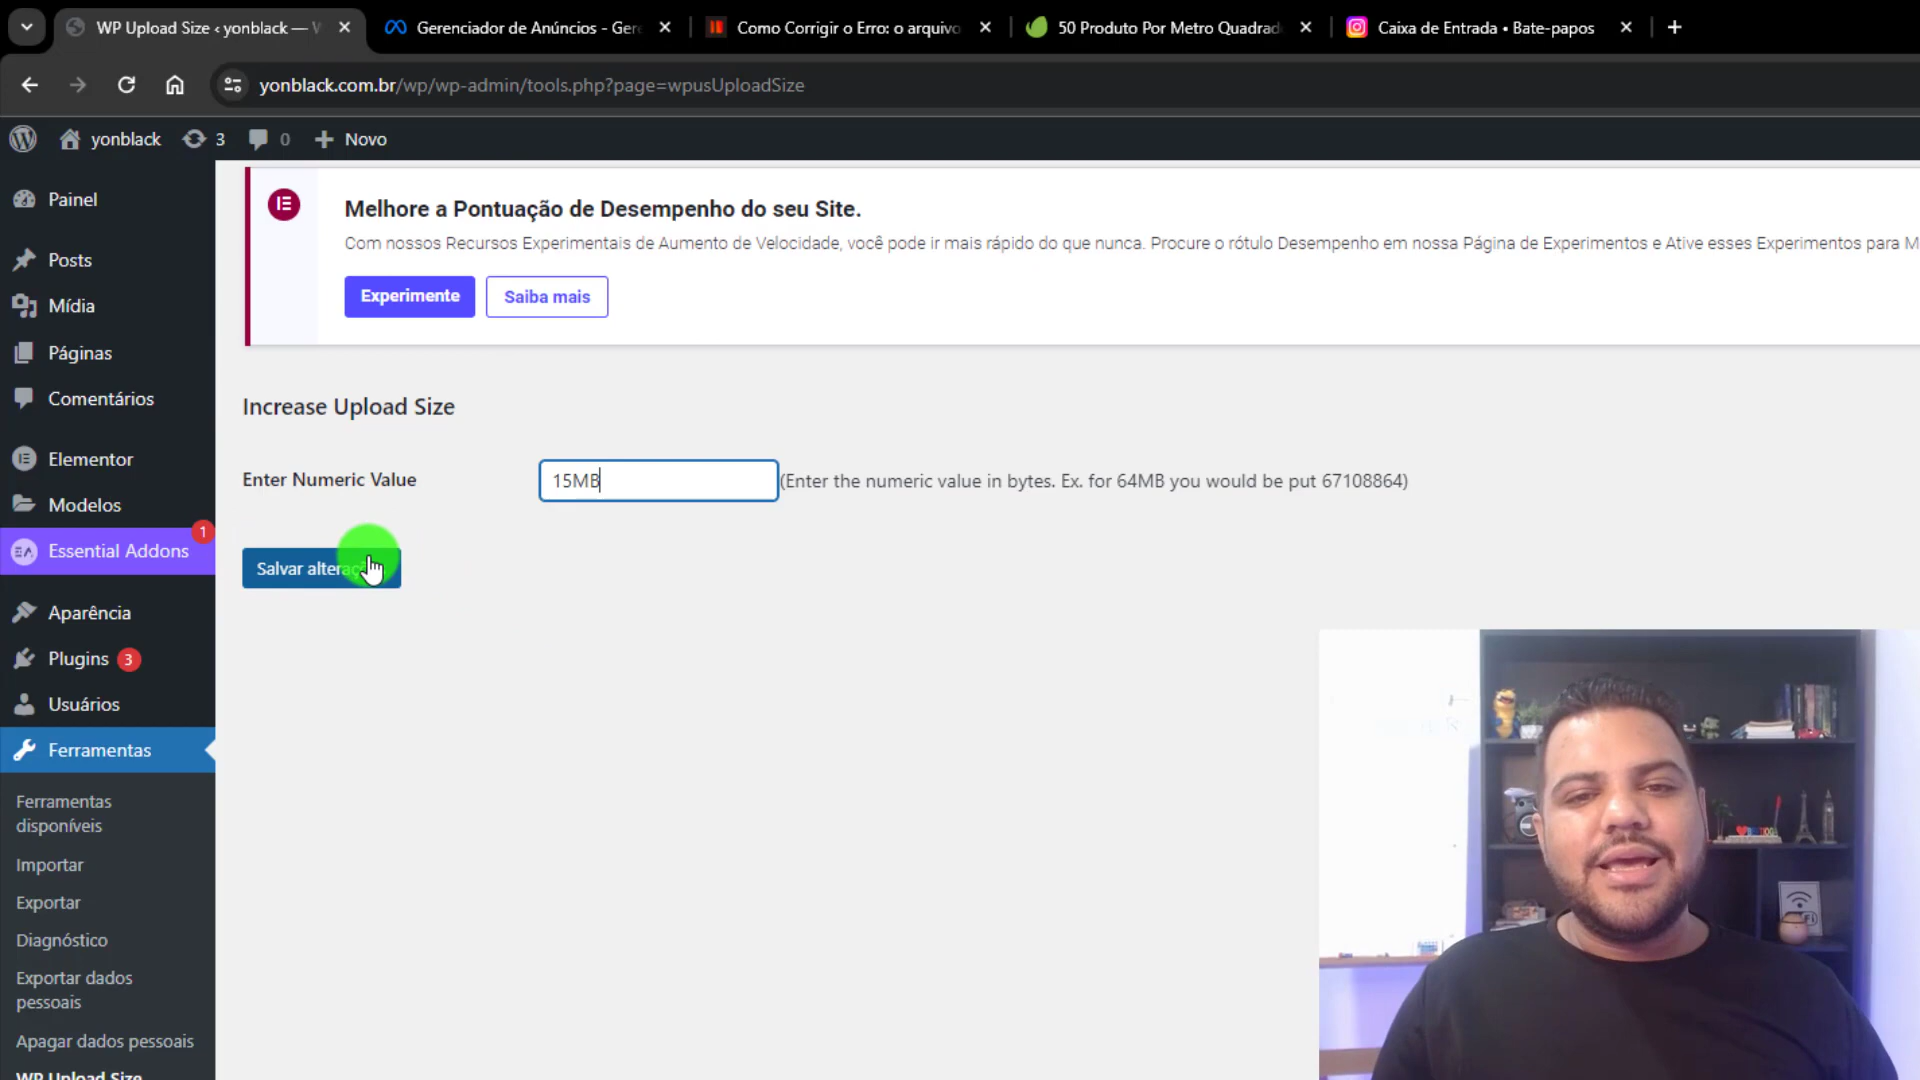 WP Upload Size ‹ yonblack —
Gerenciador de Anúncios - Gere
Como Corrigir o Erro: o arquivo
50 Produto Por Metro Quadrad
Caixa de Entrada • Bate-papos
yonblack.com.br/wp/wp-admin/tools.php?page=wpusUploadSize
yonblack
3
0
Novo
Painel
Posts
Mídia
Páginas
Comentários
Elementor
Modelos
Essential Addons
1
Aparência
Plugins 3
Usuários
Ferramentas
Ferramentas
disponíveis
Importar
Exportar
Diagnóstico
Exportar dados
pessoais
Apagar dados pessoais
WP Upload Size
Melhore a Pontuação de Desempenho do seu Site.
Com nossos Recursos Experimentais de Aumento de Velocidade, você pode ir mais rápido do que nunca. Procure o rótulo Desempenho em nossa Página de Experimentos e Ative esses Experimentos para M
Experimente
Saiba mais
Increase Upload Size
Enter Numeric Value
15MB
(Enter the numeric value in bytes. Ex. for 64MB you would be put 67108864)
Salvar